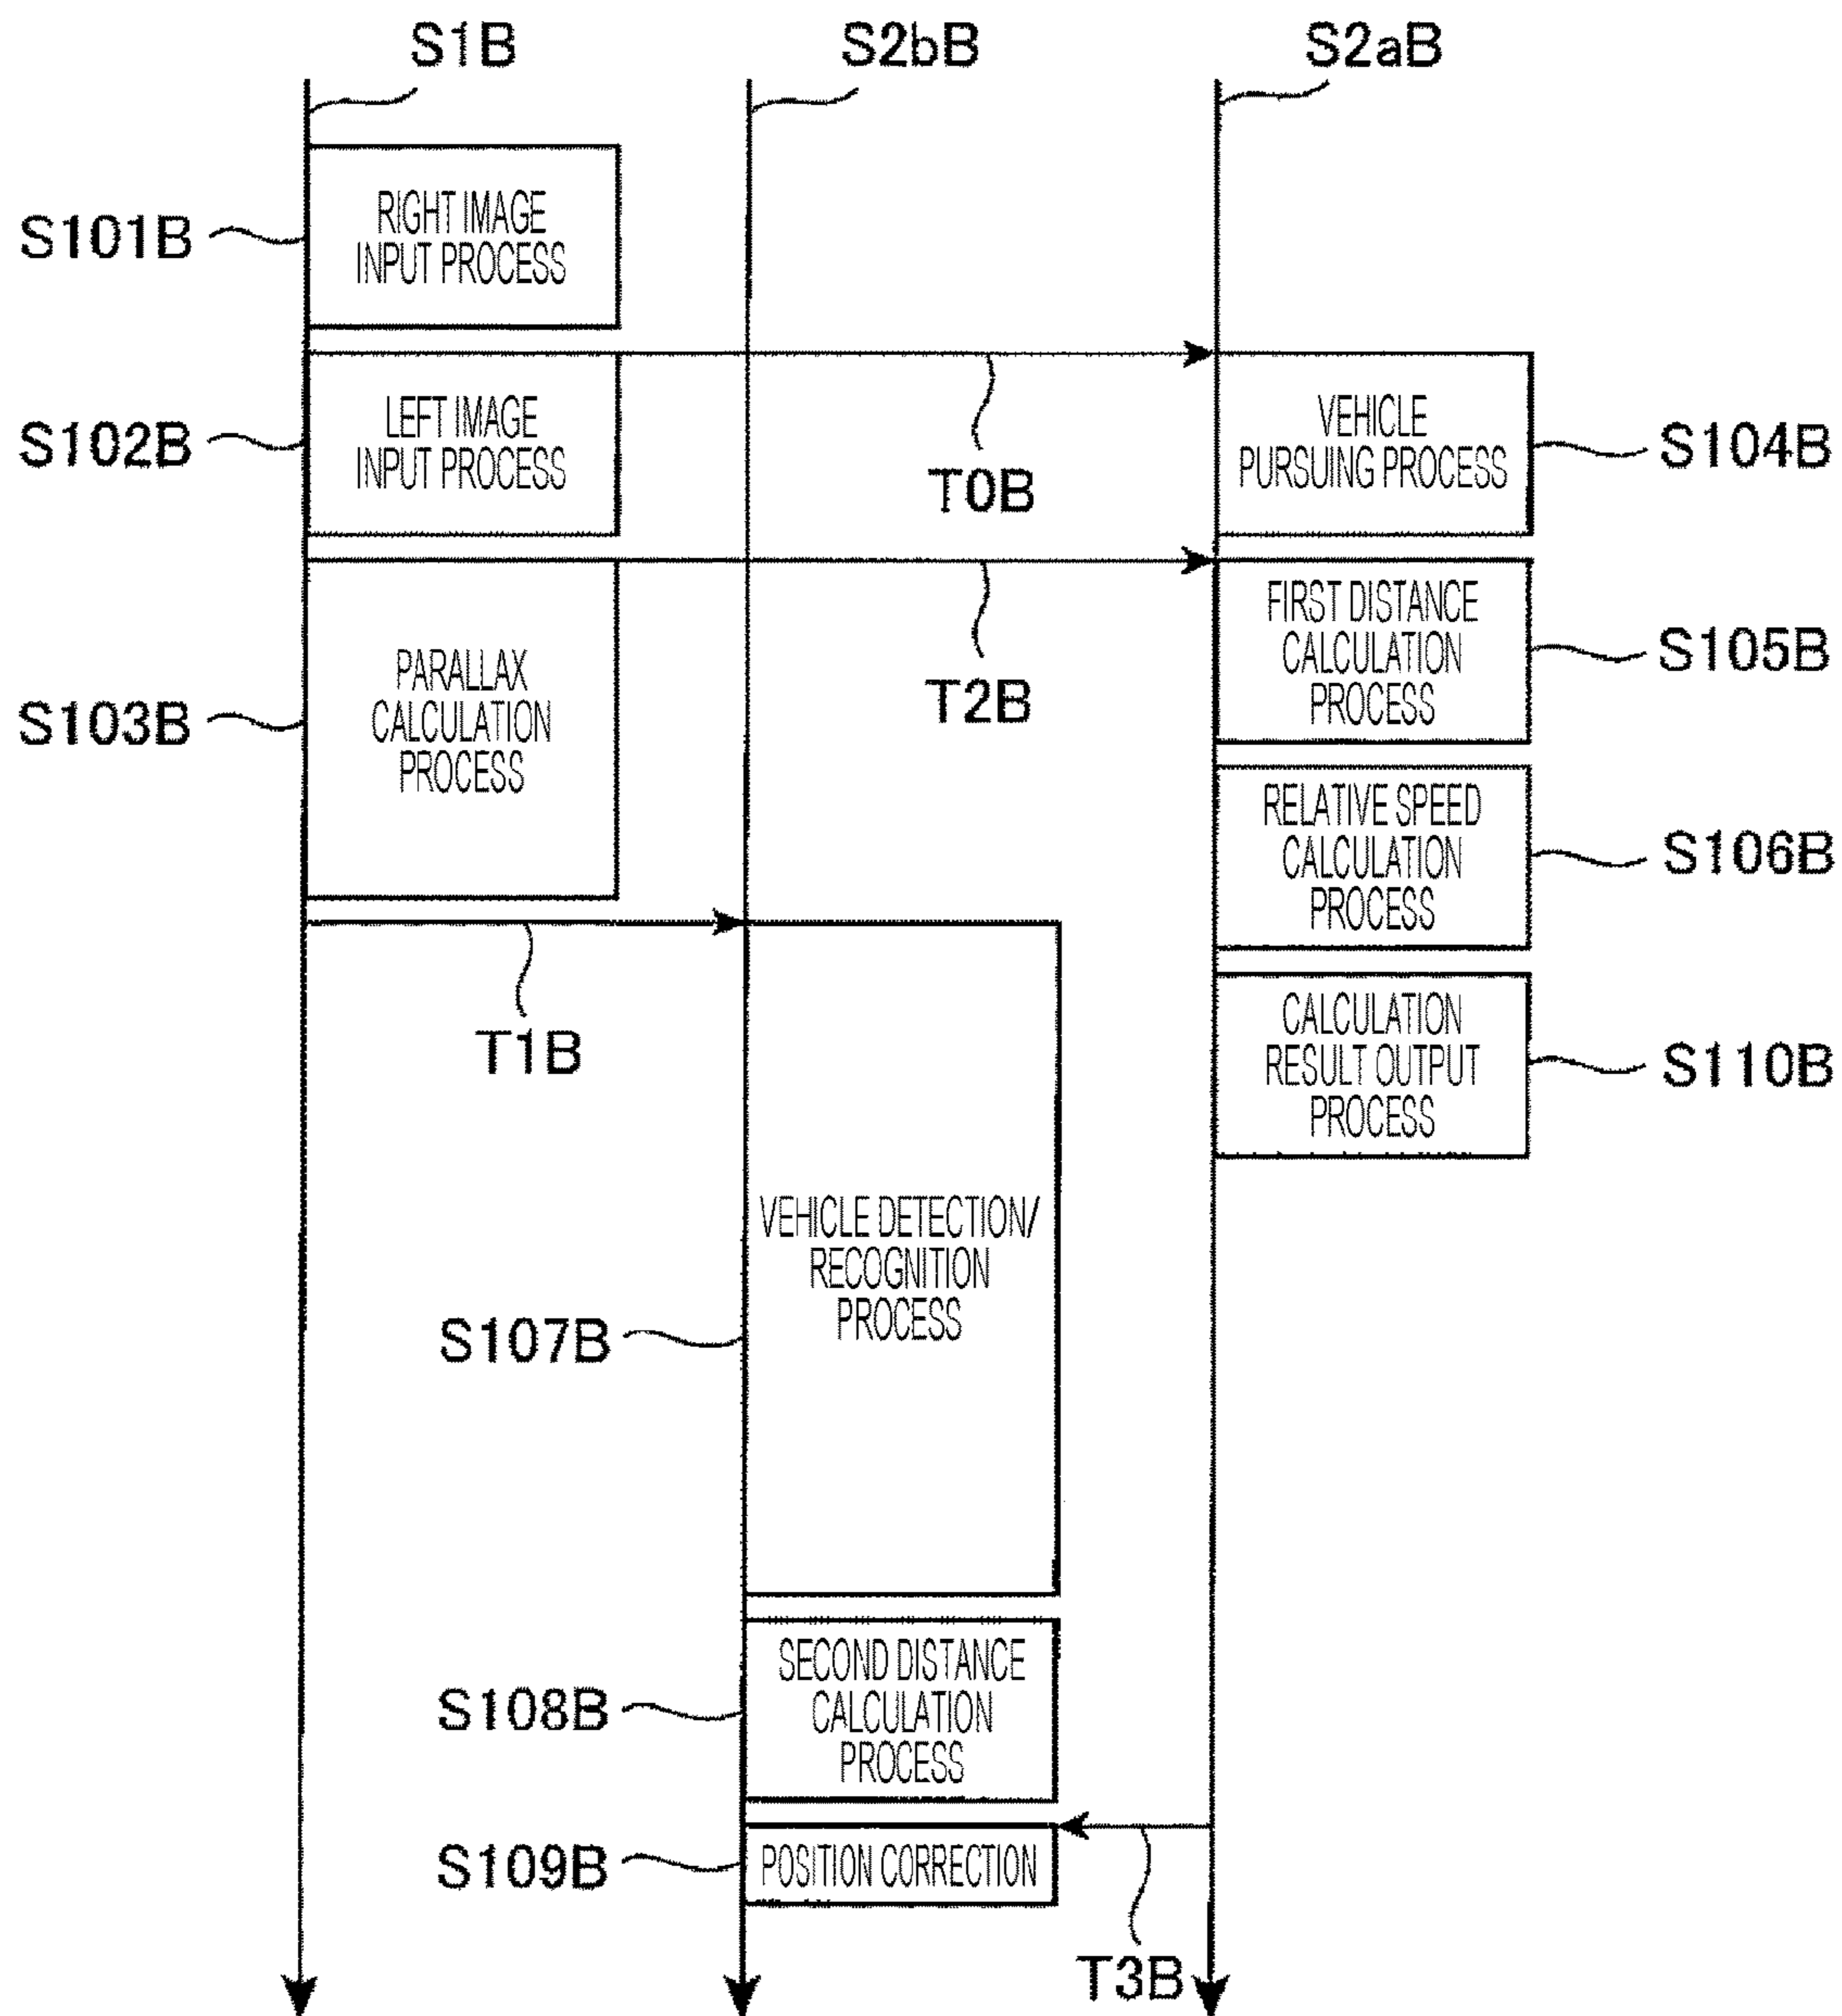 S1B
S2bB
S2aB
S101B
RIGHT IMAGE
INPUT PROCESS
S102B
LEFT IMAGE
INPUT PROCESS
T0B
VEHICLE
PURSUING PROCESS
S104B
S103B
PARALLAX
CALCULATION
PROCESS
T2B
FIRST DISTANCE
CALCULATION
PROCESS
S105B
RELATIVE SPEED
CALCULATION
PROCESS
S106B
T1B
CALCULATION
RESULT OUTPUT
PROCESS
S110B
S107B
VEHICLE DETECTION/
RECOGNITION
PROCESS
S108B
SECOND DISTANCE
CALCULATION
PROCESS
S109B
POSITION CORRECTION
T3B